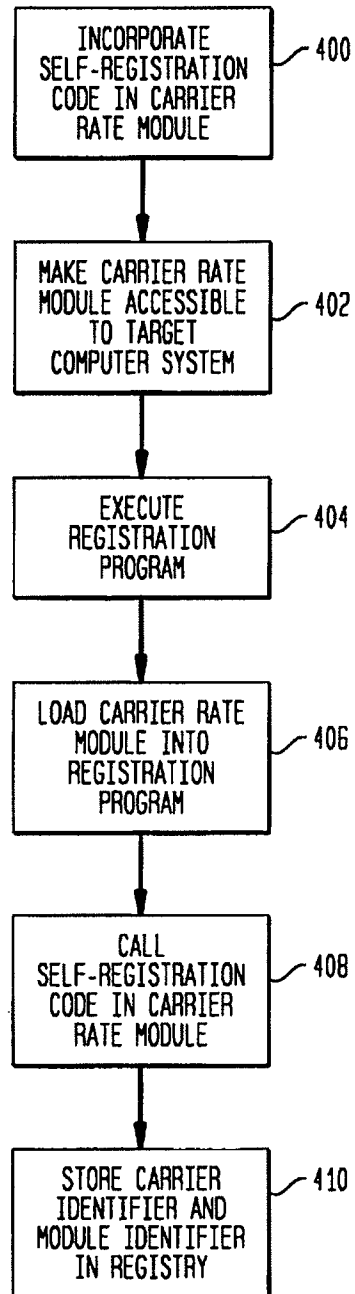 INCORPORATE
SELF-REGISTRATION
CODE IN CARRIER
RATE MODULE
400
MAKE CARRIER RATE
MODULE ACCESSIBLE
TO TARGET
COMPUTER SYSTEM
402
EXECUTE
REGISTRATION
PROGRAM
404
LOAD CARRIER RATE
MODULE INTO
REGISTRATION
PROGRAM
406
CALL
SELF-REGISTRATION
CODE IN CARRIER
RATE MODULE
408
STORE CARRIER
IDENTIFIER AND
MODULE IDENTIFIER
IN REGISTRY
410